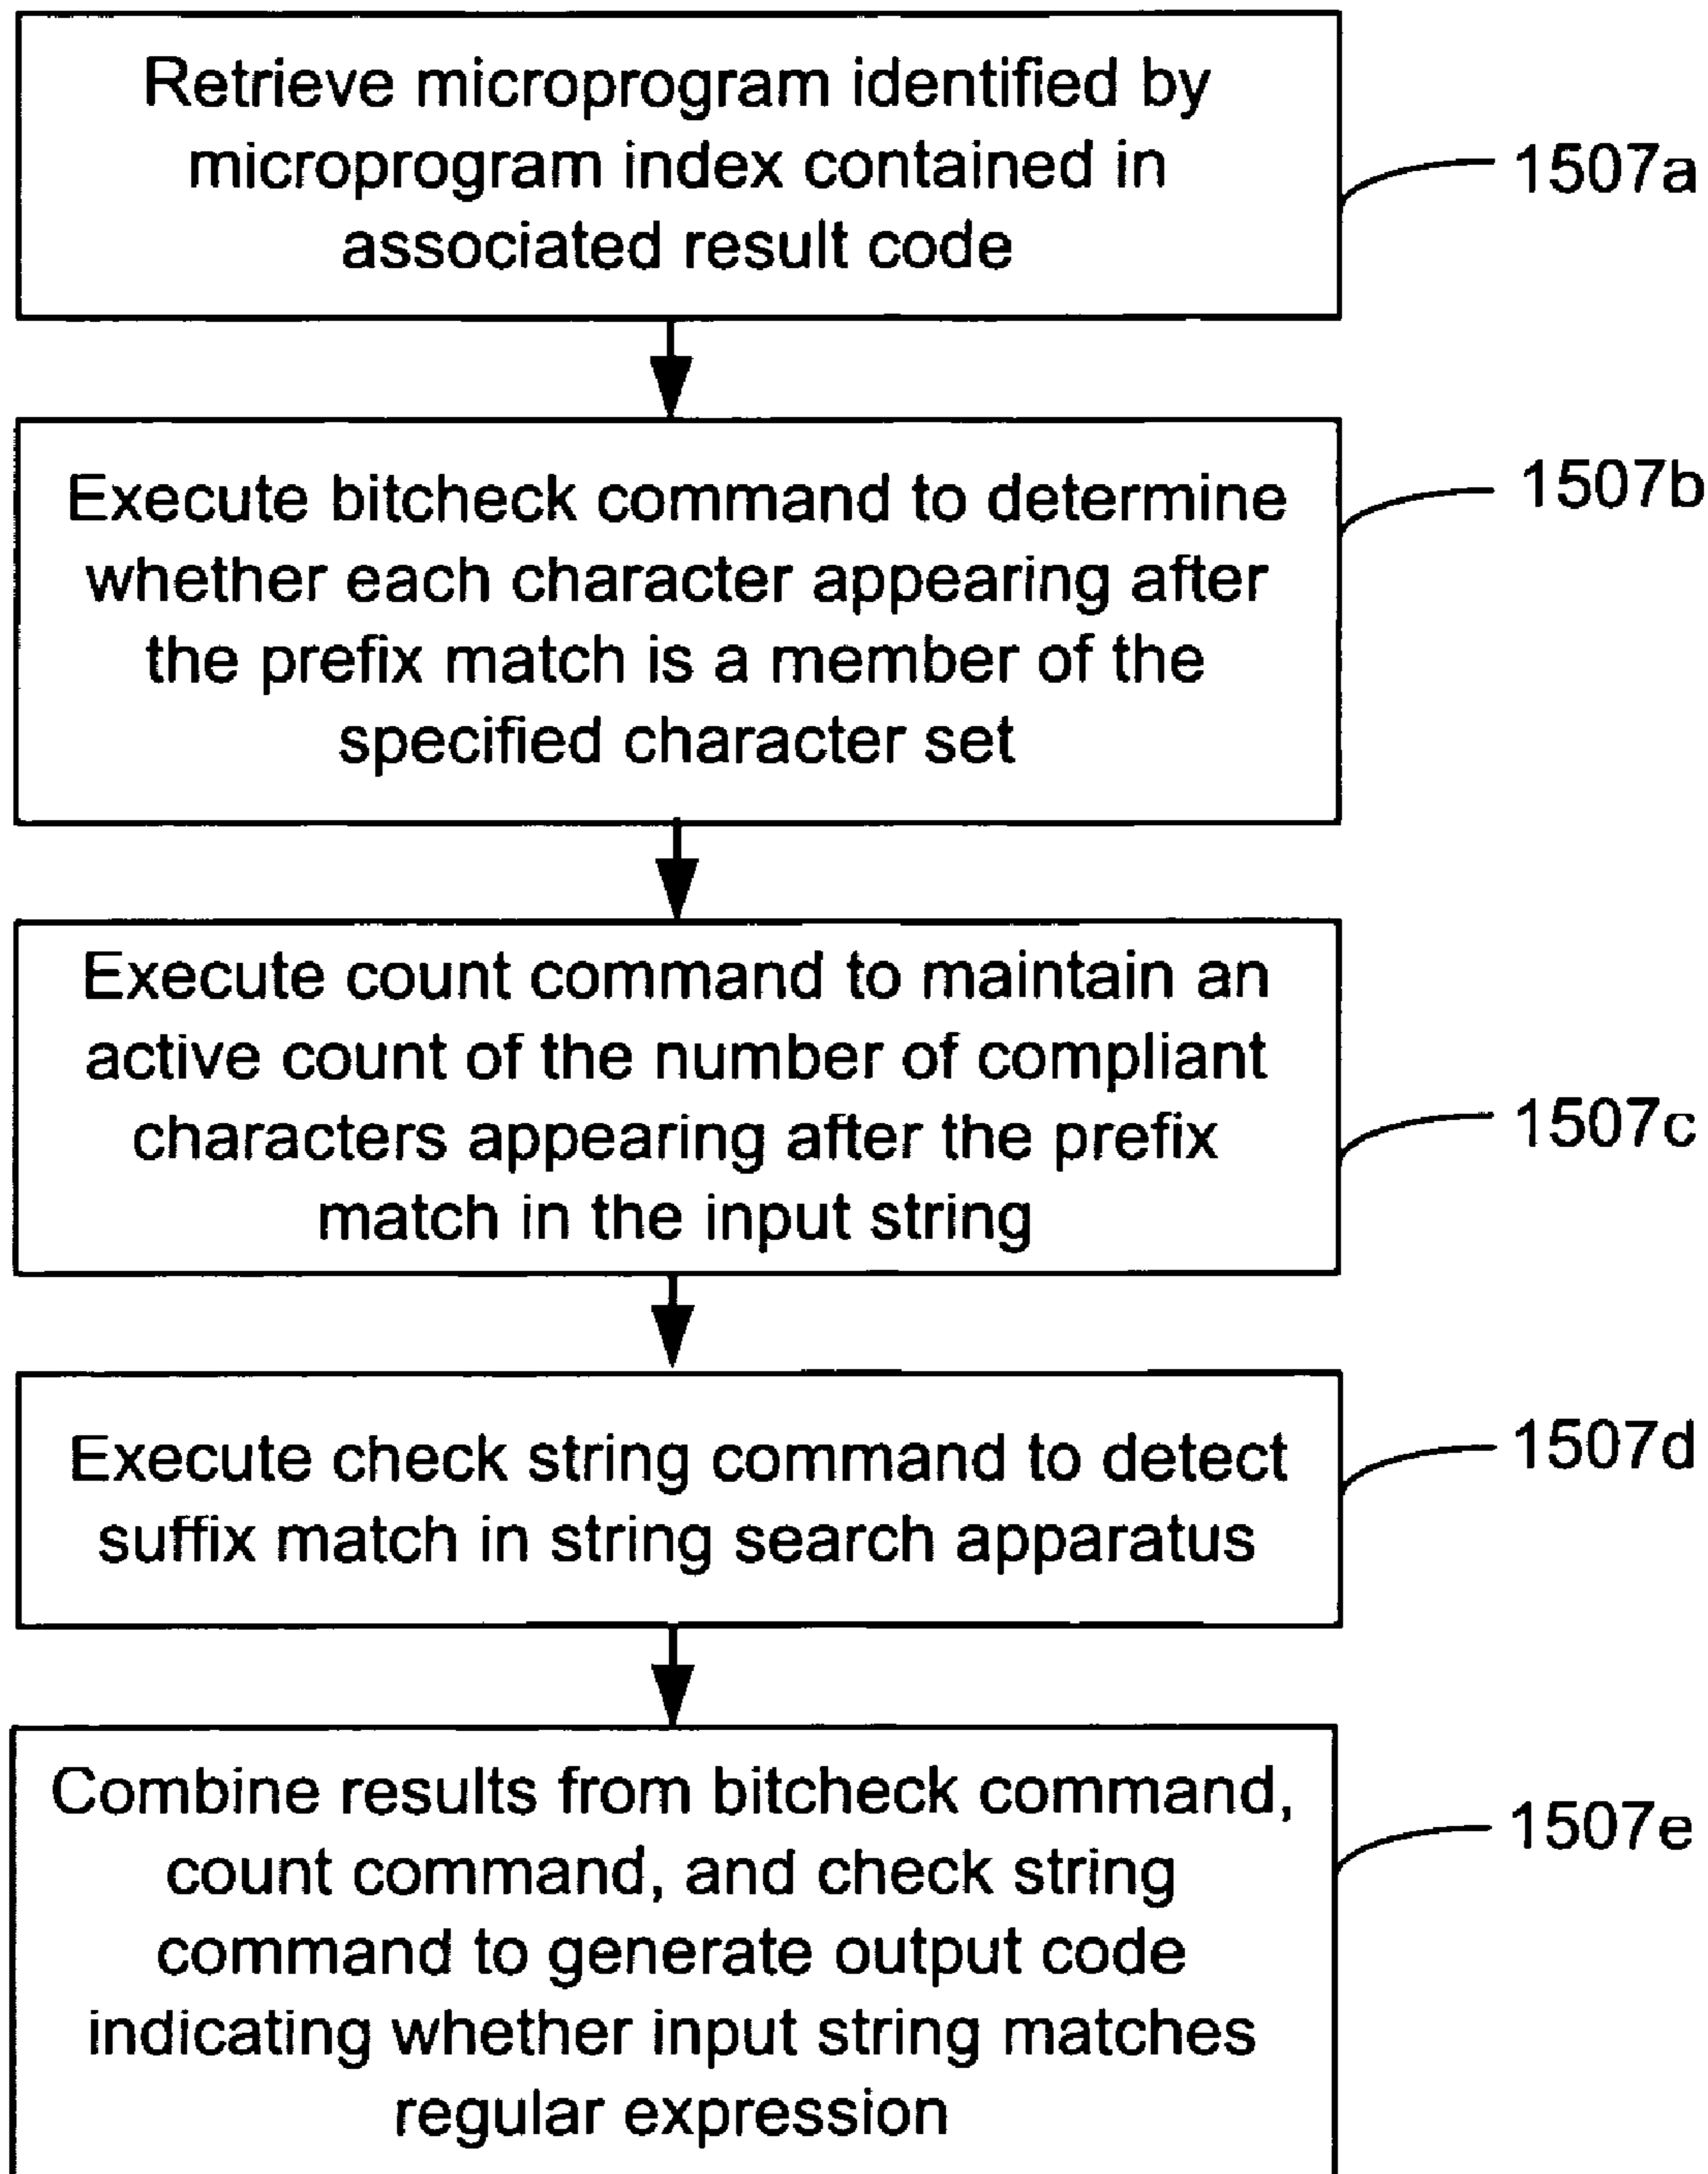 Retrieve microprogram identified by
microprogram index contained in
associated result code
1507a
Execute bitcheck command to determine
whether each character appearing after
the prefix match is a member of the
specified character set
1507b
Execute count command to maintain an
active count of the number of compliant
characters appearing after the prefix
match in the input string
1507c
Execute check string command to detect
suffix match in string search apparatus
1507d
Combine results from bitcheck command,
count command, and check string
command to generate output code
indicating whether input string matches
regular expression
1507e